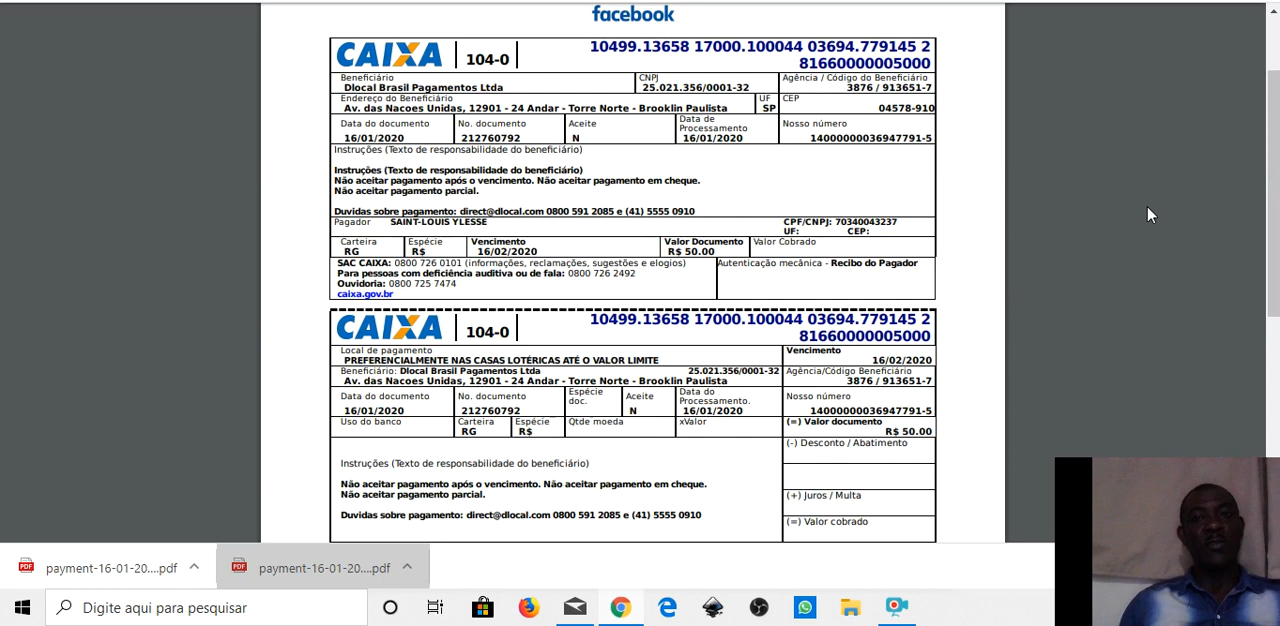 facebook
CAIXA 104-0 10499.13658 17000.100044 03694.779145 2
81660000005000
Beneficiário CNPJ Agência / Código do Beneficiário
Dlocal Brasil Pagamentos Ltda 25.021.356/0001-32 3876 / 913651-7
Endereço do Beneficiário UF CEP
Av. das Nacoes Unidas, 12901 - 24 Andar - Torre Norte - Brooklin Paulista SP 04578-910
Data do documento No. documento Aceite Data de Processamento Nosso número
16/01/2020 212760792 N 16/01/2020 14000000036947791-5
Instruções (Texto de responsabilidade do beneficiário)
Instruções (Texto de responsabilidade do beneficiário)
Não aceitar pagamento após o vencimento. Não aceitar pagamento em cheque.
Não aceitar pagamento parcial.
Duvidas sobre pagamento: direct@dlocal.com 0800 591 2085 e (41) 5555 0910
Pagador SAINT-LOUIS YLESSE CPF/CNPJ: 70340043237
UF: CEP:
Carteira Espécie Vencimento Valor Documento Valor Cobrado
RG R$ 16/02/2020 R$ 50.00
SAC CAIXA: 0800 726 0101 (informações, reclamações, sugestões e elogios) Autenticação mecânica - Recibo do Pagador
Para pessoas com deficiência auditiva ou de fala: 0800 726 2492
Ouvidoria: 0800 725 7474
caixa.gov.br
CAIXA 104-0 10499.13658 17000.100044 03694.779145 2
81660000005000
Local de pagamento Vencimento
PREFERENCIALMENTE NAS CASAS LOTÉRICAS ATÉ O VALOR LIMITE 16/02/2020
Beneficiário: Dlocal Brasil Pagamentos Ltda 25.021.356/0001-32 Agência/Código Beneficiário
Av. das Nacoes Unidas, 12901 - 24 Andar - Torre Norte - Brooklin Paulista 3876 / 913651-7
Data do documento No. documento Espécie doc. Aceite Data do Processamento. Nosso número
16/01/2020 212760792 N 16/01/2020 14000000036947791-5
Uso do banco Carteira Espécie Qtde moeda xValor (=) Valor documento
RG R$ R$ 50.00
(-) Desconto / Abatimento
Instruções (Texto de responsabilidade do beneficiário)
Não aceitar pagamento após o vencimento. Não aceitar pagamento em cheque.
Não aceitar pagamento parcial. (+) Juros / Multa
Duvidas sobre pagamento: direct@dlocal.com 0800 591 2085 e (41) 5555 0910
(=) Valor cobrado
PDF payment-16-01-20....pdf PDF payment-16-01-20....pdf
Digite aqui para pesquisar